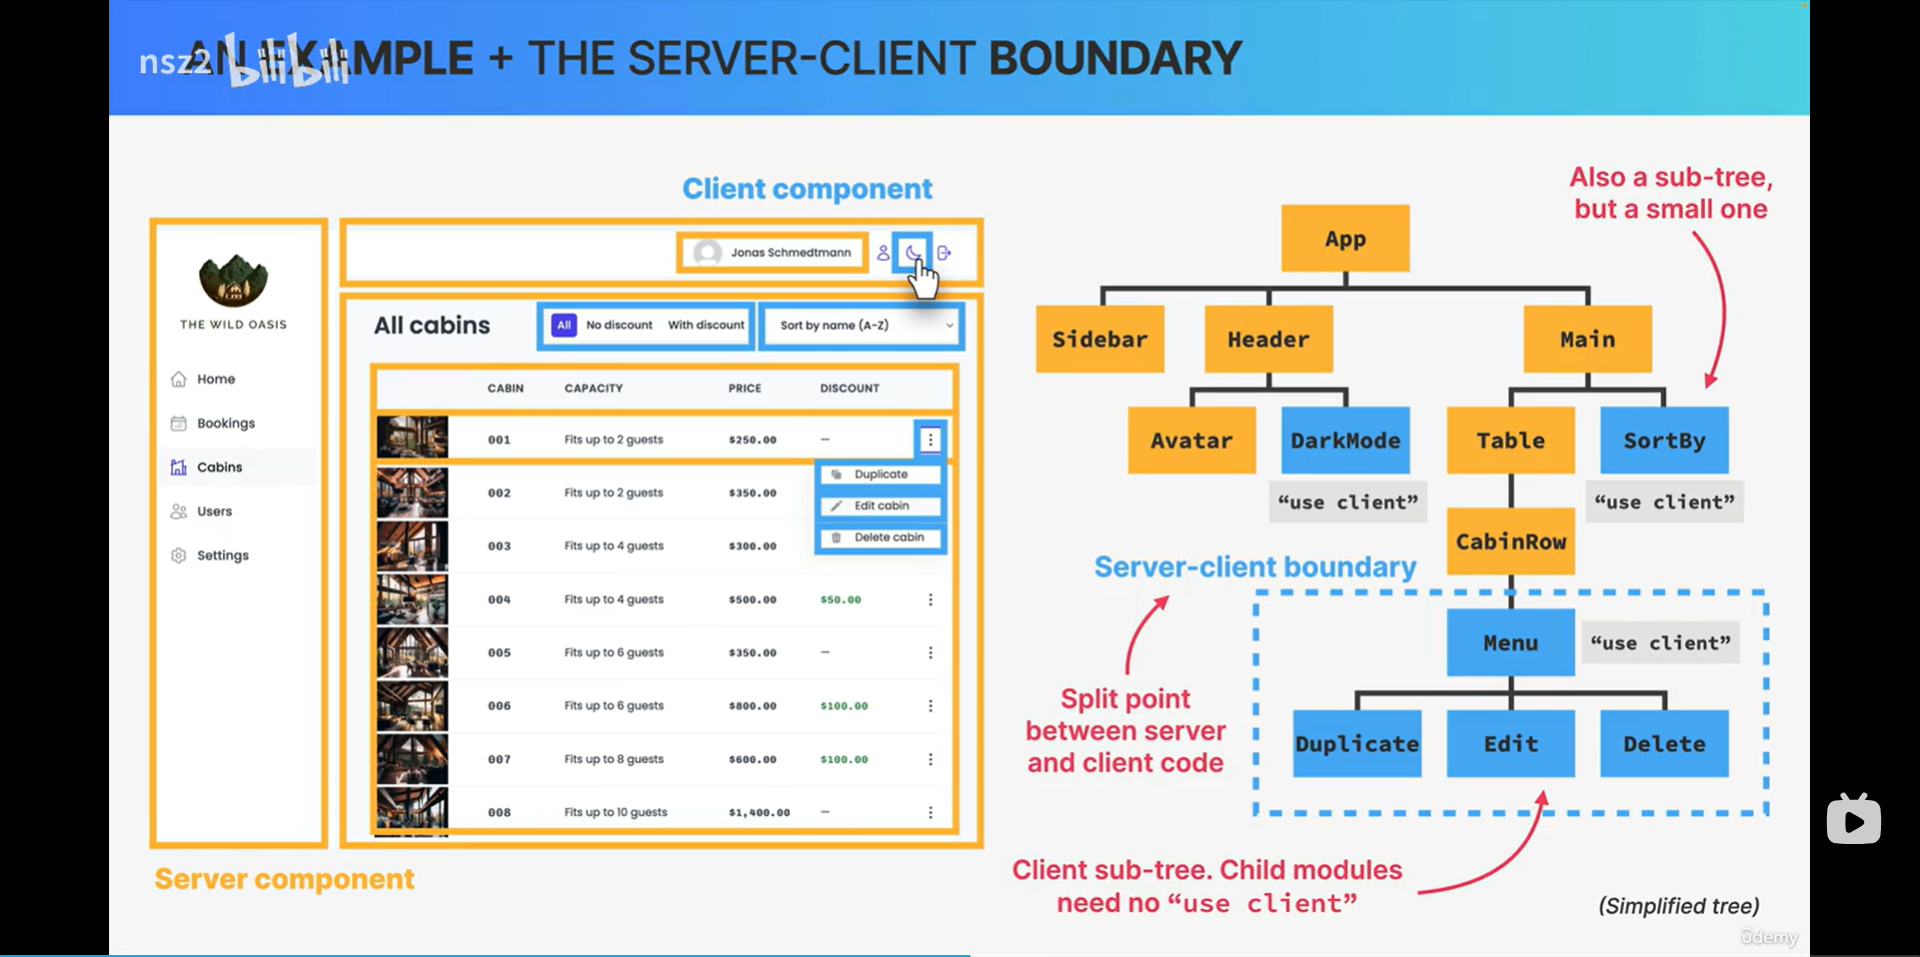 AN EXAMPLE + THE SERVER-CLIENT BOUNDARY
nsz2 bilibili
Client component
Jonas Schmedtmann
THE WILD OASIS
Home
Bookings
Cabins
Users
Settings
All cabins
All No discount With discount
Sort by name (A-Z)
CABIN CAPACITY PRICE DISCOUNT
001 Fits up to 2 guests $250.00 —
Duplicate
Edit cabin
Delete cabin
002 Fits up to 2 guests $350.00
003 Fits up to 4 guests $300.00
004 Fits up to 4 guests $500.00 $50.00
005 Fits up to 6 guests $350.00 —
006 Fits up to 6 guests $800.00 $100.00
007 Fits up to 8 guests $600.00 $100.00
008 Fits up to 10 guests $1,400.00 —
Server component
Also a sub-tree,
but a small one
App
Sidebar
Header
Main
Avatar
DarkMode
Table
SortBy
“use client”
“use client”
CabinRow
Server-client boundary
Menu
“use client”
Split point
between server
and client code
Duplicate
Edit
Delete
Client sub-tree. Child modules
need no “use client”
(Simplified tree)
ûdemy